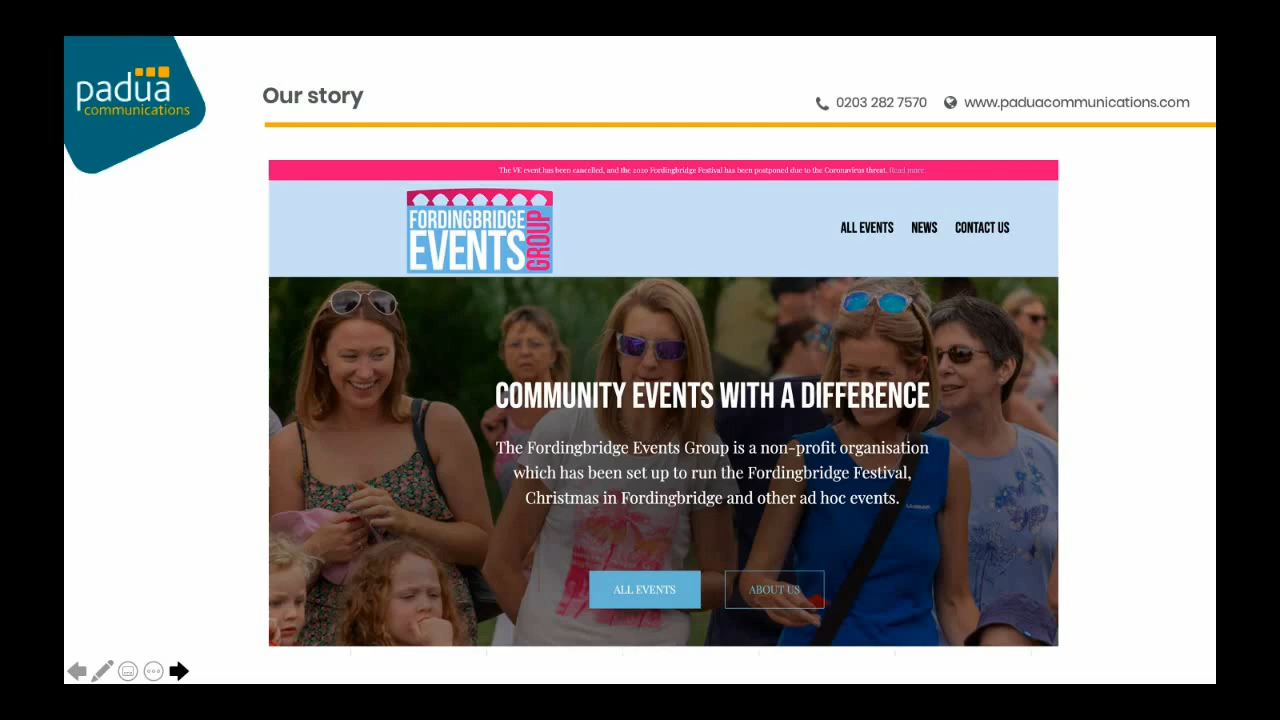 padua
communications
Our story
0203 282 7570
www.paduacommunications.com
The VE event has been cancelled, and the 2020 Fordingbridge Festival has been postponed due to the Coronavirus threat. Read more.
FORDINGBRIDGE
EVENTS
GROUP
ALL EVENTS
NEWS
CONTACT US
COMMUNITY EVENTS WITH A DIFFERENCE
The Fordingbridge Events Group is a non-profit organisation
which has been set up to run the Fordingbridge Festival,
Christmas in Fordingbridge and other ad hoc events.
ALL EVENTS
ABOUT US